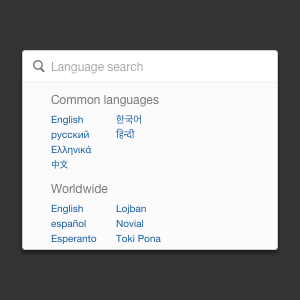 Language search
Common languages
English 한국어
русский हिन्दी
Ελληνικά
中文
Worldwide
English Lojban
español Novial
Esperanto Toki Pona